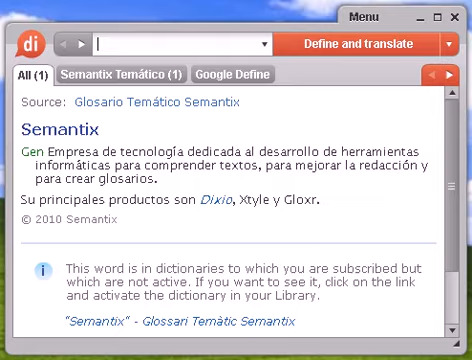 Menu
di
Define and translate
All (1) Semantix Temático (1) Google Define
Source: Glosario Temático Semantix
Semantix
Gen Empresa de tecnología dedicada al desarrollo de herramientas
informáticas para comprender textos, para mejorar la redacción y
para crear glosarios.
Su principales productos son Dixio, Xtyle y Gloxr.
© 2010 Semantix
i
This word is in dictionaries to which you are subscribed but
which are not active. If you want to see it, click on the link
and activate the dictionary in your Library.
"Semantix" - Glossari Temàtic Semantix